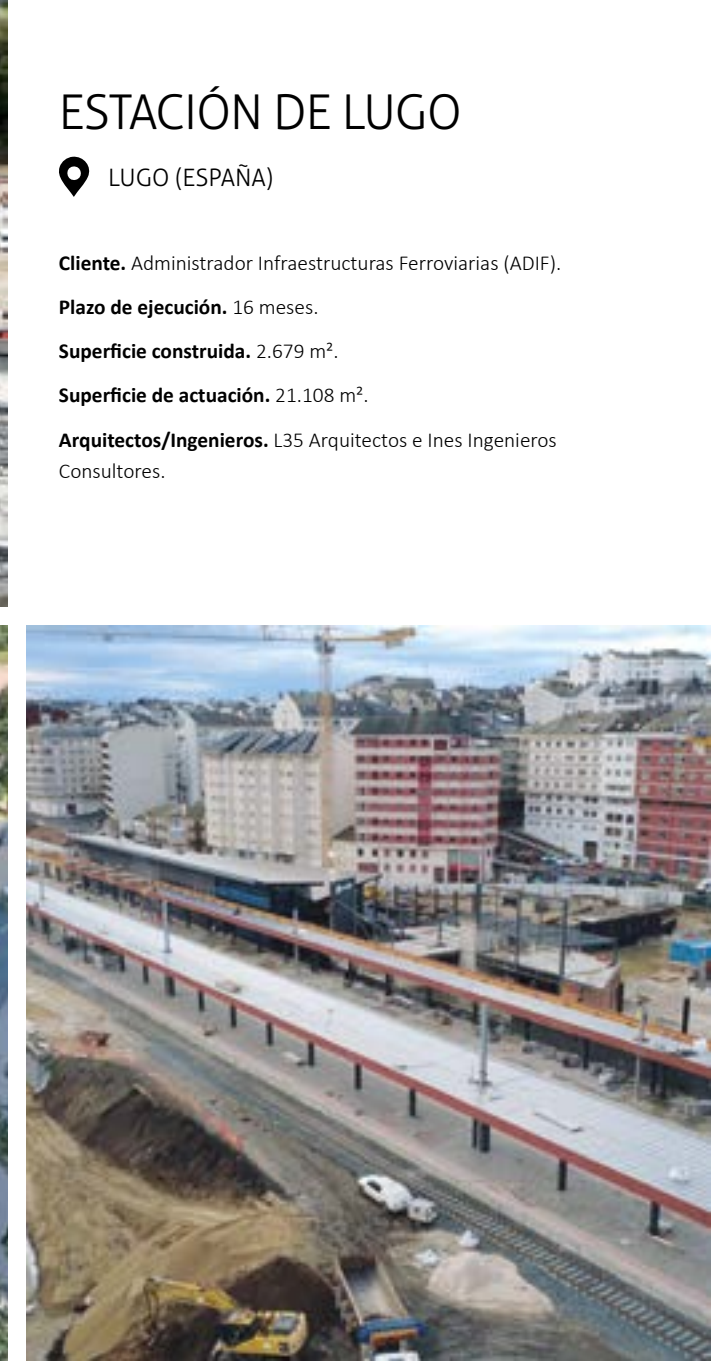 ESTACIÓN DE LUGO
LUGO (ESPAÑA)
Cliente. Administrador Infraestructuras Ferroviarias (ADIF).
Plazo de ejecución. 16 meses.
Superficie construida. 2.679 m².
Superficie de actuación. 21.108 m².
Arquitectos/Ingenieros. L35 Arquitectos e Ines Ingenieros
Consultores.